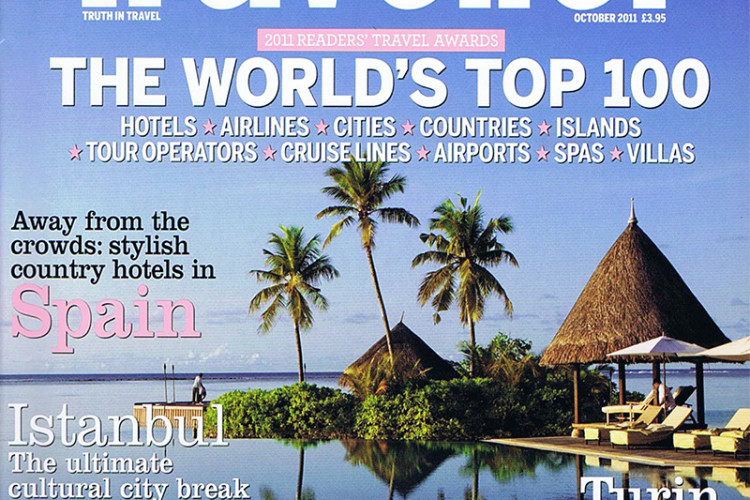 Traveller
TRUTH IN TRAVEL
OCTOBER 2011 £3.95
2011 READERS' TRAVEL AWARDS
THE WORLD'S TOP 100
HOTELS ★ AIRLINES ★ CITIES ★ COUNTRIES ★ ISLANDS
★ TOUR OPERATORS ★ CRUISE LINES ★ AIRPORTS ★ SPAS ★ VILLAS
Away from the
crowds: stylish
country hotels in
Spain
Istanbul
The ultimate
cultural city break
Turin